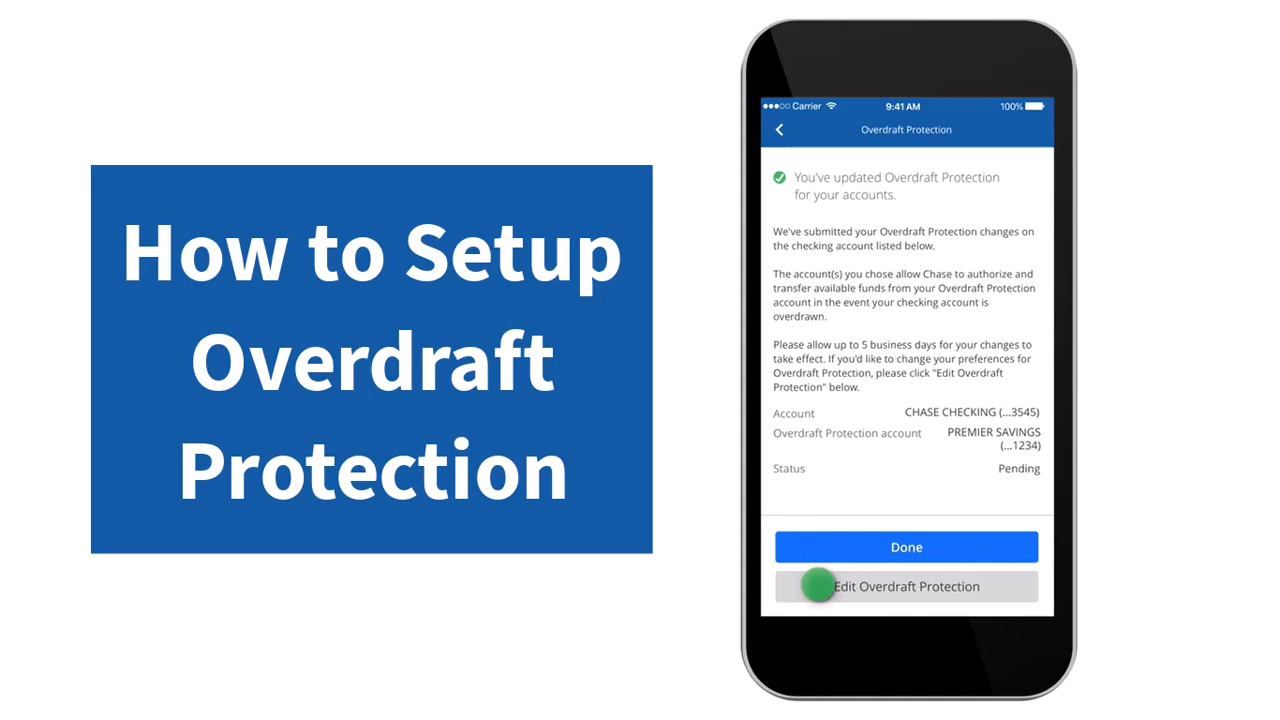 How to Setup
Overdraft
Protection
Carrier 9:41 AM 100%
Overdraft Protection
You've updated Overdraft Protection
for your accounts.
We've submitted your Overdraft Protection changes on
the checking account listed below.
The account(s) you chose allow Chase to authorize and
transfer available funds from your Overdraft Protection
account in the event your checking account is
overdrawn.
Please allow up to 5 business days for your changes to
take effect. If you'd like to change your preferences for
Overdraft Protection, please click "Edit Overdraft
Protection" below.
Account CHASE CHECKING (...3545)
Overdraft Protection account PREMIER SAVINGS
(...1234)
Status Pending
Done
Edit Overdraft Protection